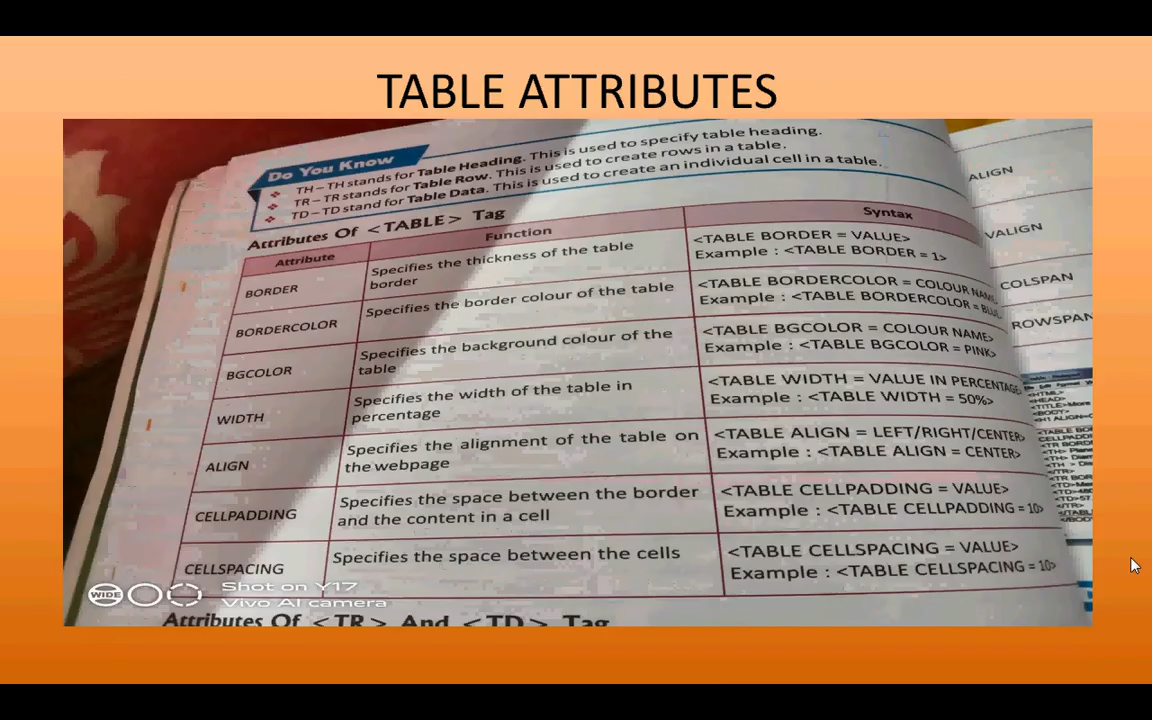 TABLE ATTRIBUTES
Do You Know
TH – TH stands for Table Heading. This is used to specify table heading.
TR – TR stands for Table Row. This is used to create rows in a table.
TD – TD stand for Table Data. This is used to create an individual cell in a table.
Attributes Of <TABLE> Tag
Attribute Function Syntax
BORDER
Specifies the thickness of the table
border
<TABLE BORDER = VALUE>
Example : <TABLE BORDER = 1>
BORDERCOLOR
Specifies the border colour of the table
<TABLE BORDERCOLOR = COLOUR
Example : <TABLE BORDERCOLOR =
BGCOLOR
Specifies the background colour of the
table
<TABLE BGCOLOR = COLOUR NAME>
Example : <TABLE BGCOLOR = PINK>
WIDTH
Specifies the width of the table in
percentage
<TABLE WIDTH = VALUE IN PERCENTAGE
Example : <TABLE WIDTH = 50%>
ALIGN
Specifies the alignment of the table on
the webpage
<TABLE ALIGN = LEFT/RIGHT/CENTER>
Example : <TABLE ALIGN = CENTER>
CELLPADDING
Specifies the space between the border
and the content in a cell
<TABLE CELLPADDING = VALUE>
Example : <TABLE CELLPADDING = 10>
CELLSPACING
Specifies the space between the cells
<TABLE CELLSPACING = VALUE>
Example : <TABLE CELLSPACING = 10>
Attributes Of <TR> And <TD> Tag
ALIGN
VALIGN
COLSPAN
ROWSPAN
<HTML>
<HEAD>
<BODY>
WIDE
Shot on Y17
Vivo AI camera